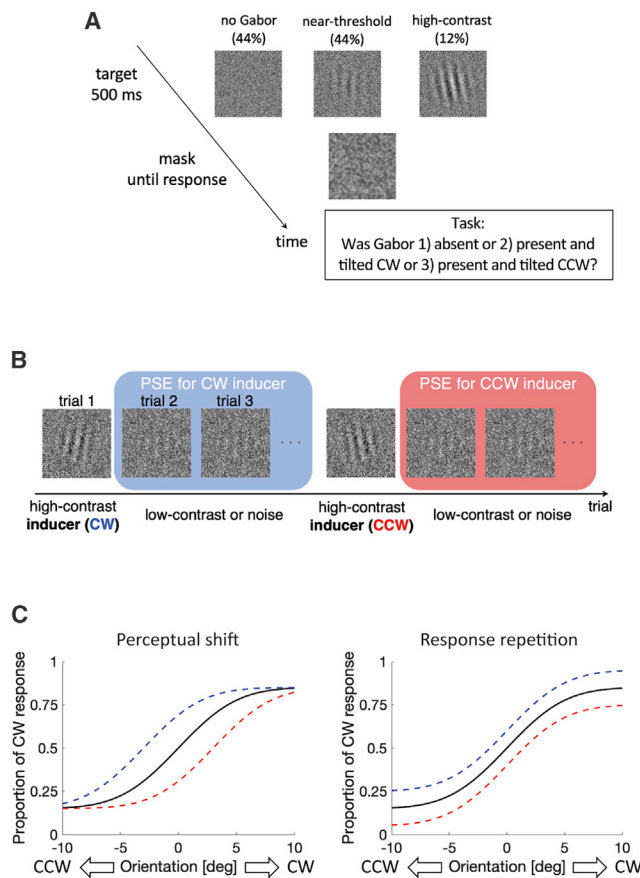 A
no Gabor near-threshold high-contrast
(44%) (44%) (12%)
target
500 ms
mask
until response
time
Task:
Was Gabor 1) absent or 2) present and
tilted CW or 3) present and tilted CCW?
B
PSE for CW inducer PSE for CCW inducer
trial 1 trial 2 trial 3
. . . . . .
high-contrast low-contrast or noise high-contrast low-contrast or noise trial
inducer (CW) inducer (CCW)
C
Perceptual shift
Proportion of CW response
1
0.75
0.5
0.25
0
-10 -5 0 5 10
CCW Orientation [deg] CW
Response repetition
Proportion of CW response
1
0.75
0.5
0.25
0
-10 -5 0 5 10
CCW Orientation [deg] CW